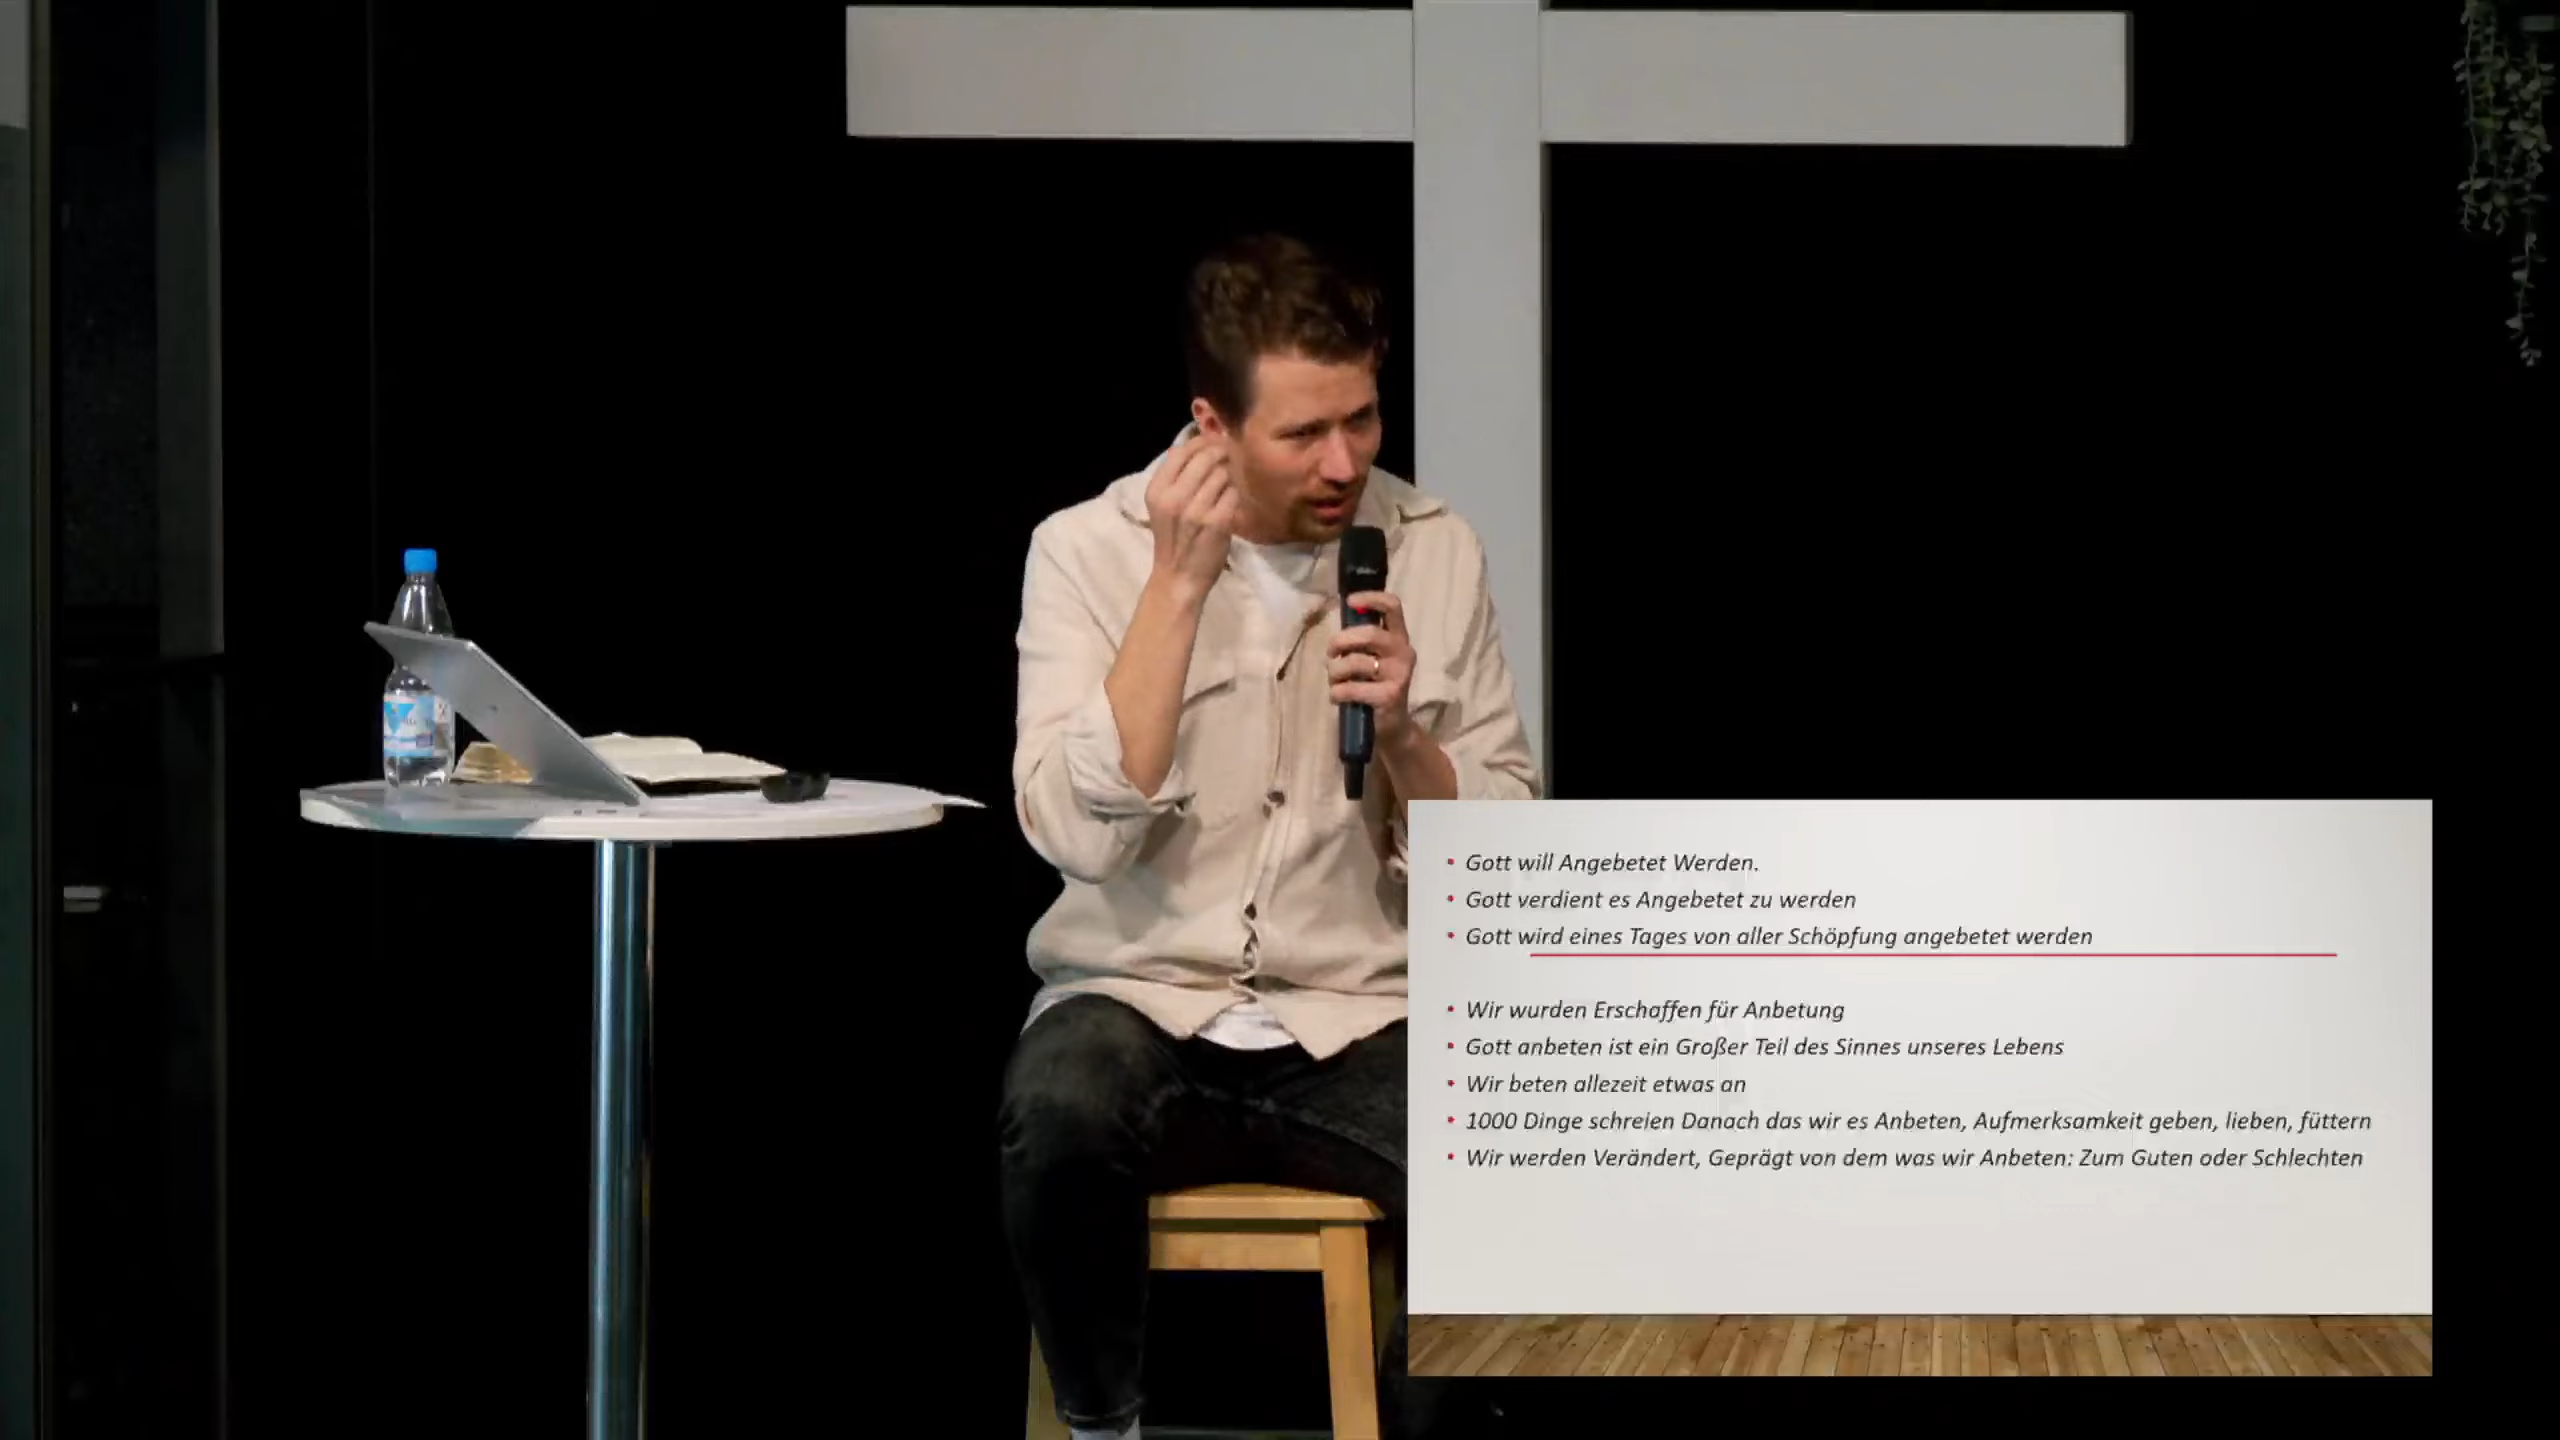 • Gott will Angebetet Werden.
• Gott verdient es Angebetet zu werden
• Gott wird eines Tages von aller Schöpfung angebetet werden
• Wir wurden Erschaffen für Anbetung
• Gott anbeten ist ein Großer Teil des Sinnes unseres Lebens
• Wir beten allezeit etwas an
• 1000 Dinge schreien Danach das wir es Anbeten, Aufmerksamkeit geben, lieben, füttern
• Wir werden Verändert, Geprägt von dem was wir Anbeten: Zum Guten oder Schlechten